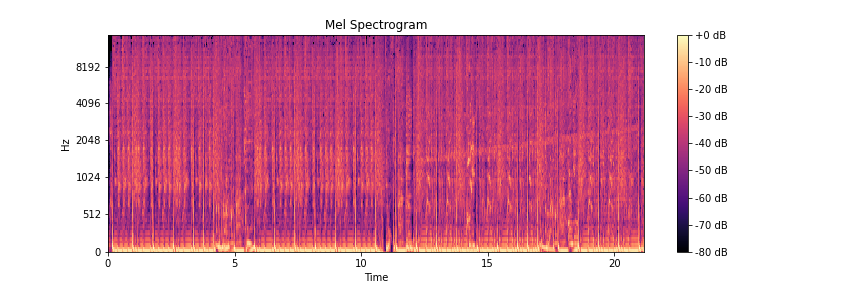 Mel Spectrogram
Hz
8192
4096
2048
1024
512
0
0 5 10 15 20
Time
+0 dB
-10 dB
-20 dB
-30 dB
-40 dB
-50 dB
-60 dB
-70 dB
-80 dB